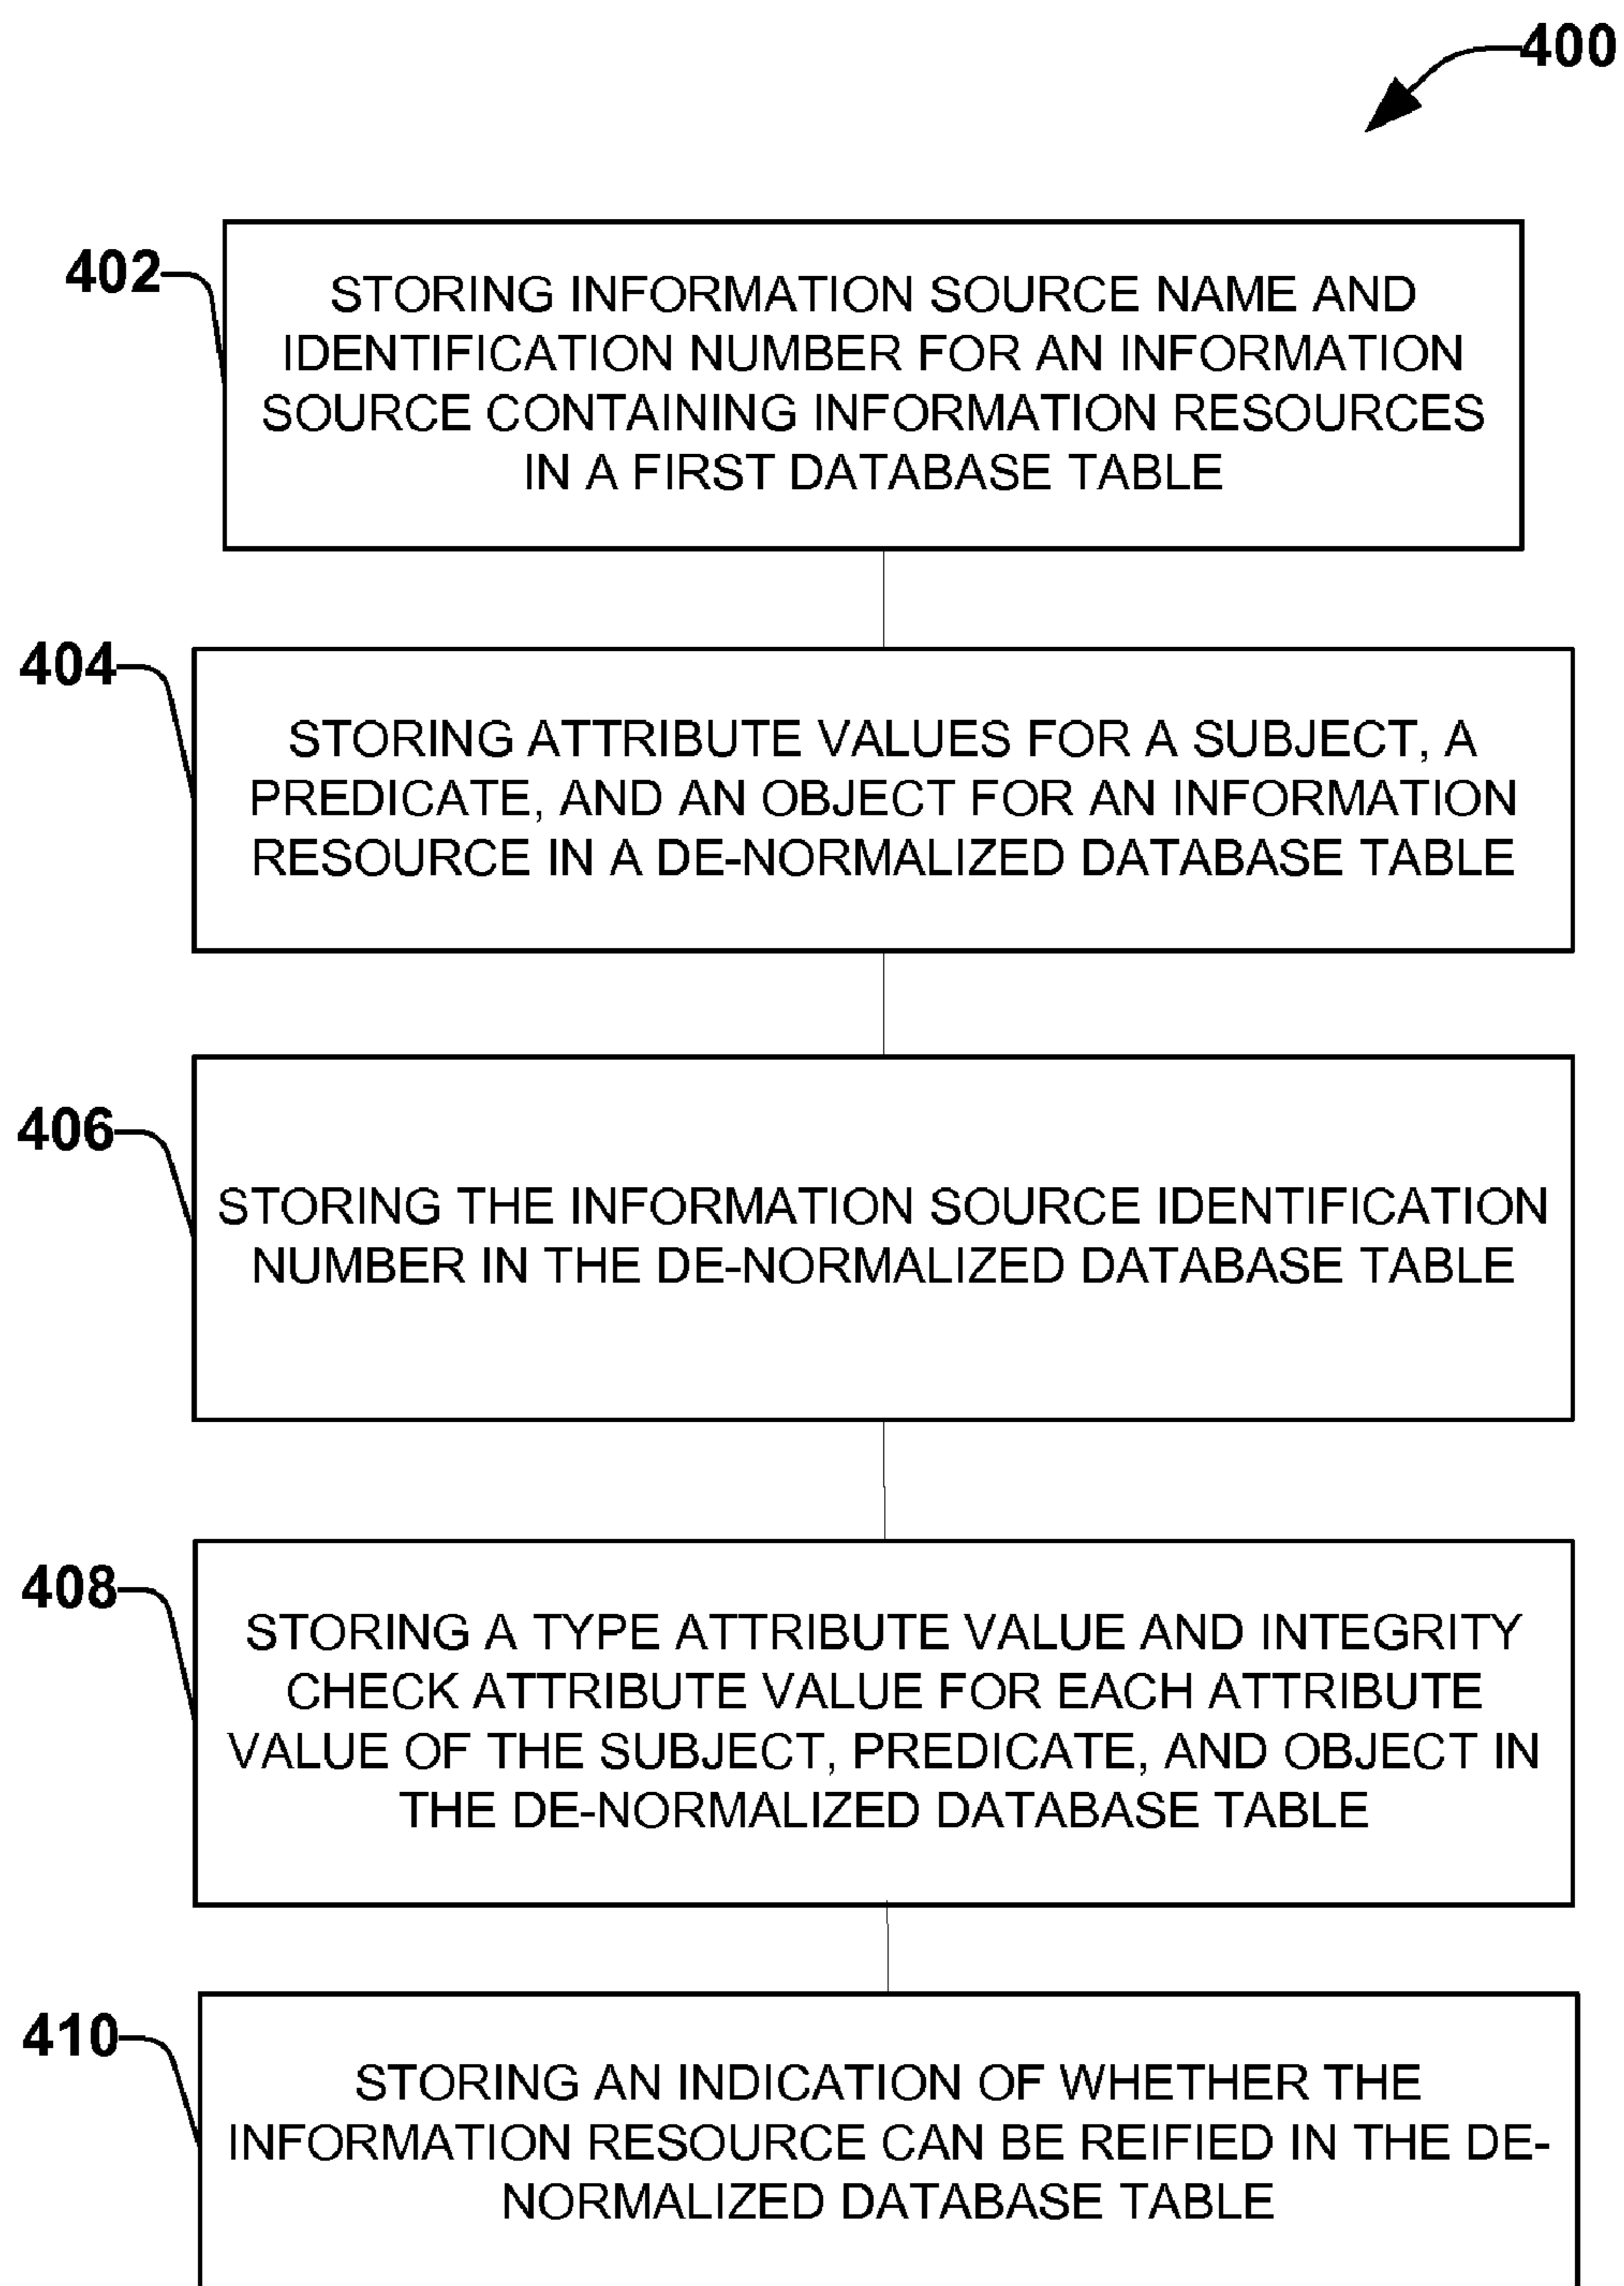 400
402
STORING INFORMATION SOURCE NAME AND
IDENTIFICATION NUMBER FOR AN INFORMATION
SOURCE CONTAINING INFORMATION RESOURCES
IN A FIRST DATABASE TABLE
404
STORING ATTRIBUTE VALUES FOR A SUBJECT, A
PREDICATE, AND AN OBJECT FOR AN INFORMATION
RESOURCE IN A DE-NORMALIZED DATABASE TABLE
406
STORING THE INFORMATION SOURCE IDENTIFICATION
NUMBER IN THE DE-NORMALIZED DATABASE TABLE
408
STORING A TYPE ATTRIBUTE VALUE AND INTEGRITY
CHECK ATTRIBUTE VALUE FOR EACH ATTRIBUTE
VALUE OF THE SUBJECT, PREDICATE, AND OBJECT IN
THE DE-NORMALIZED DATABASE TABLE
410
STORING AN INDICATION OF WHETHER THE
INFORMATION RESOURCE CAN BE REIFIED IN THE DE-
NORMALIZED DATABASE TABLE